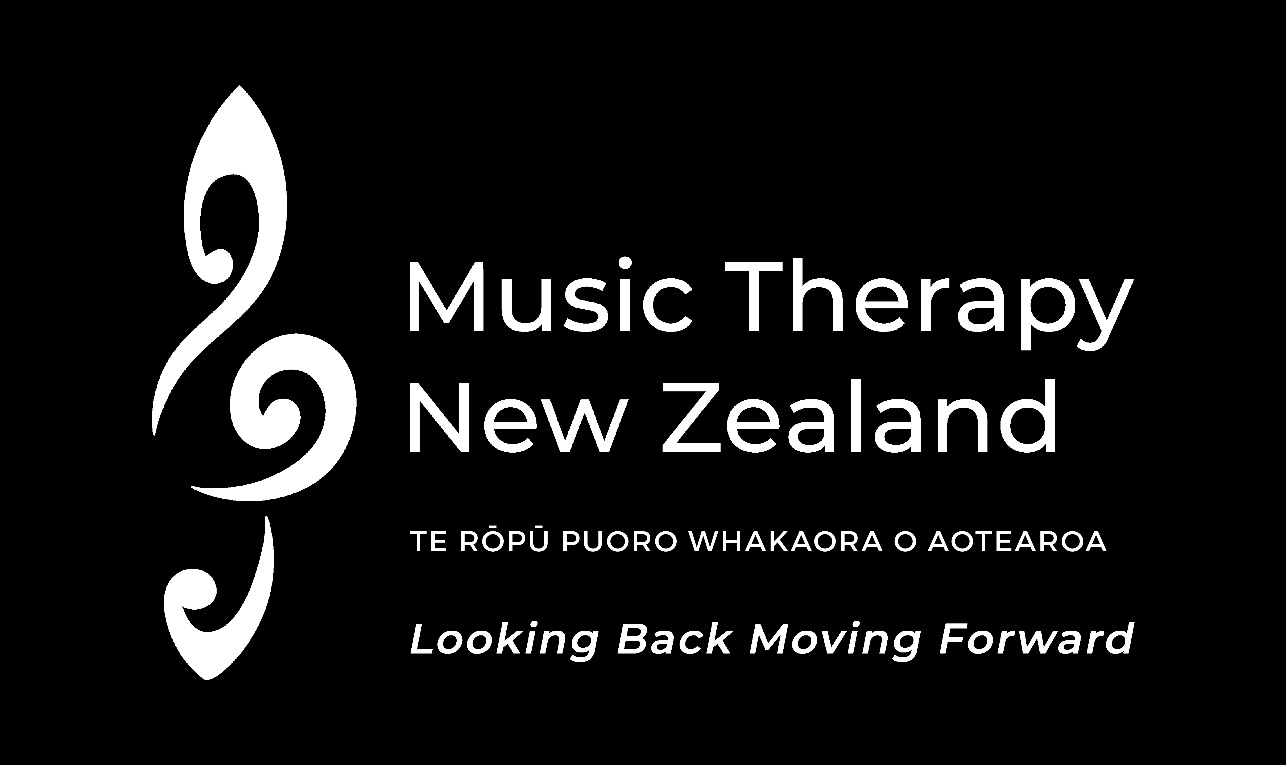 Music Therapy
New Zealand
TE RŌPŪ PUORO WHAKAORA O AOTEAROA
Looking Back Moving Forward